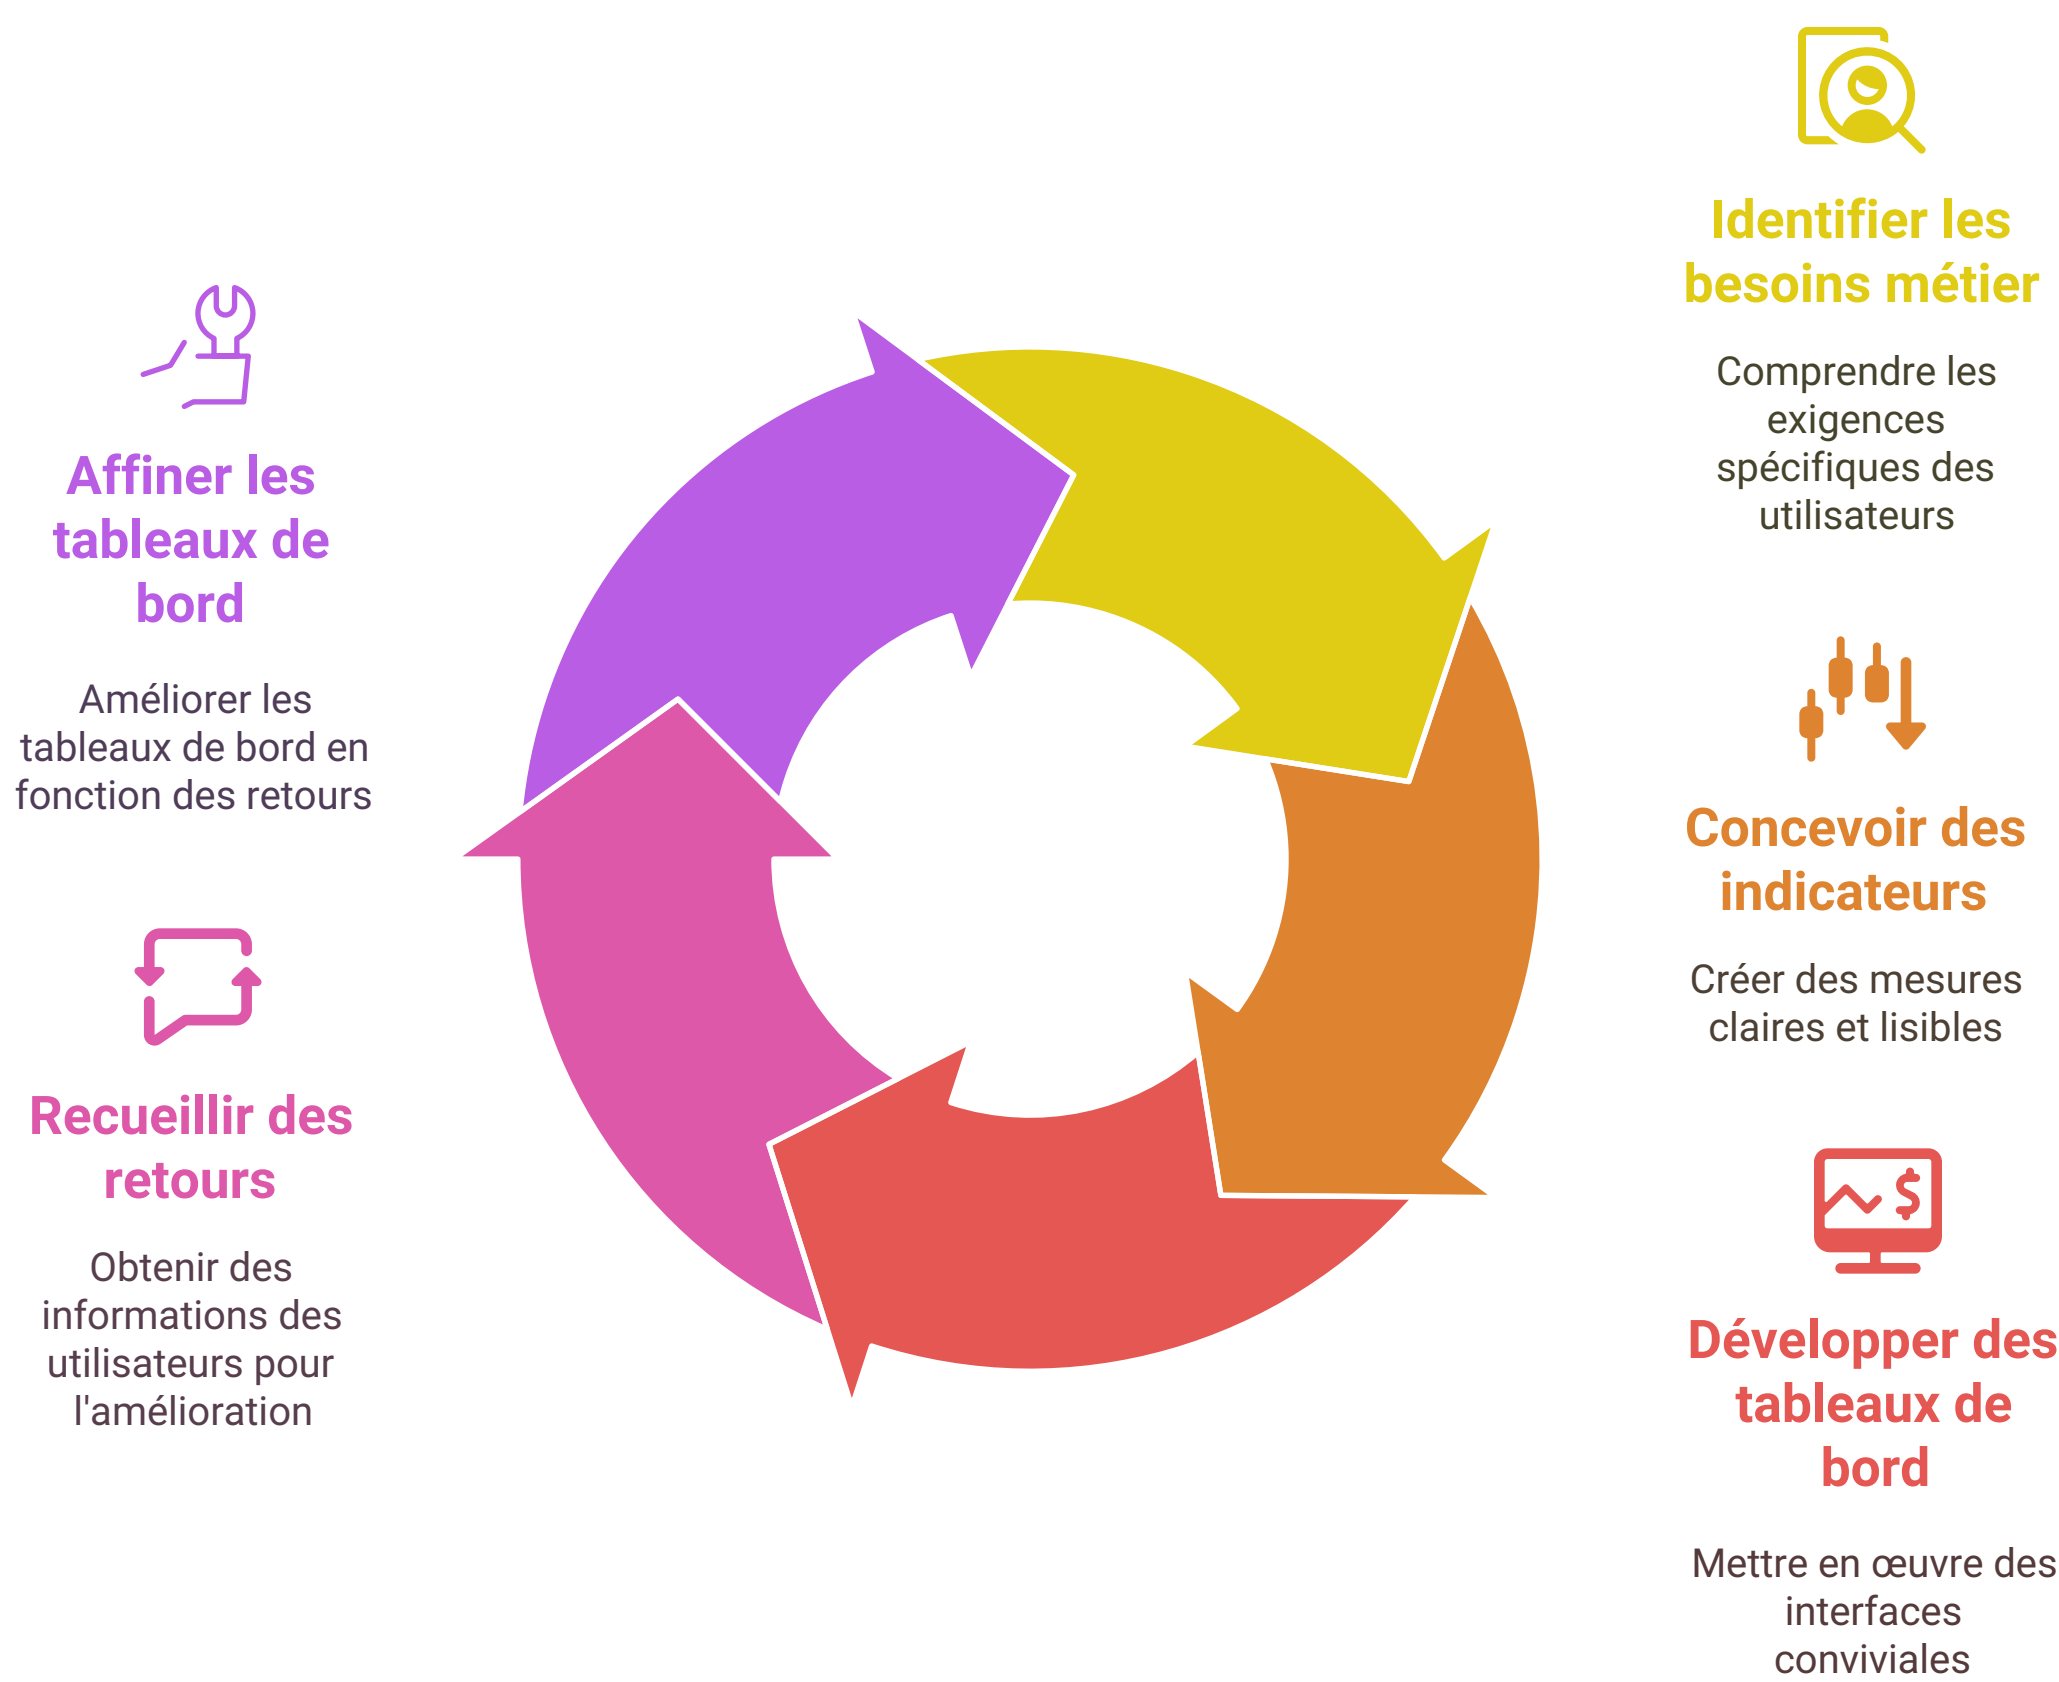 Identifier les
besoins métier
Comprendre les
exigences
spécifiques des
utilisateurs
Concevoir des
indicateurs
Créer des mesures
claires et lisibles
$
Développer des
tableaux de
bord
Mettre en œuvre des
interfaces
conviviales
Recueillir des
retours
Obtenir des
informations des
utilisateurs pour
l'amélioration
Affiner les
tableaux de
bord
Améliorer les
tableaux de bord en
fonction des retours